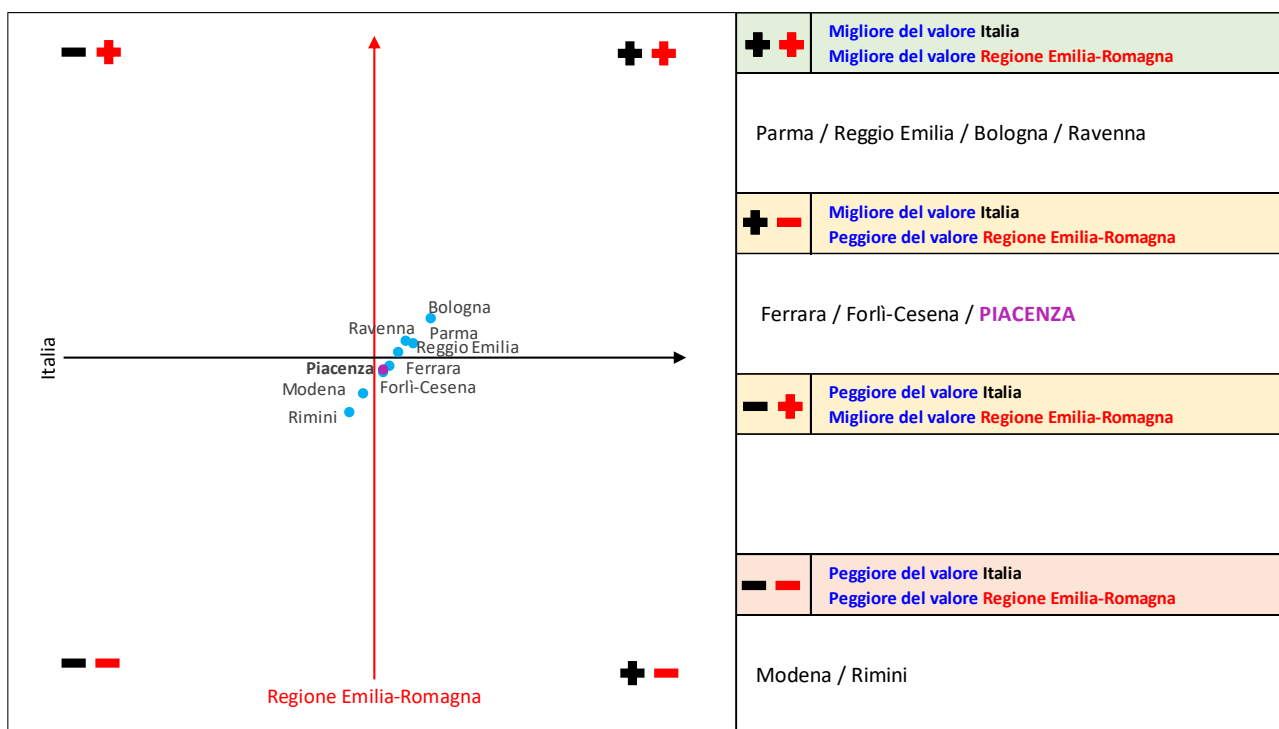 Bologna
Ravenna
Parma
Reggio Emilia
Italia
Piacenza
Ferrara
Modena
Forlì-Cesena
Rimini
Regione Emilia-Romagna
Migliore del valore Italia
Migliore del valore Regione Emilia-Romagna
Parma / Reggio Emilia / Bologna / Ravenna
Migliore del valore Italia
Peggiore del valore Regione Emilia-Romagna
Ferrara / Forlì-Cesena / PIACENZA
Peggiore del valore Italia
Migliore del valore Regione Emilia-Romagna
Peggiore del valore Italia
Peggiore del valore Regione Emilia-Romagna
Modena / Rimini